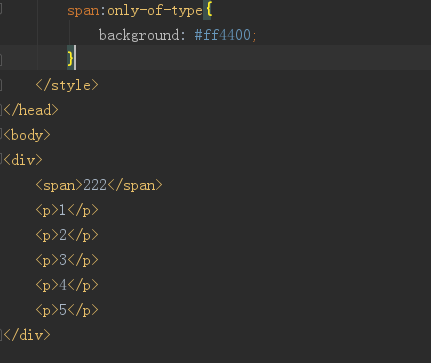 span:only-of-type{
background: #ff4400;
}
</style>
</head>
<body>
<div>
<span>222</span>
<p>1</p>
<p>2</p>
<p>3</p>
<p>4</p>
<p>5</p>
</div>